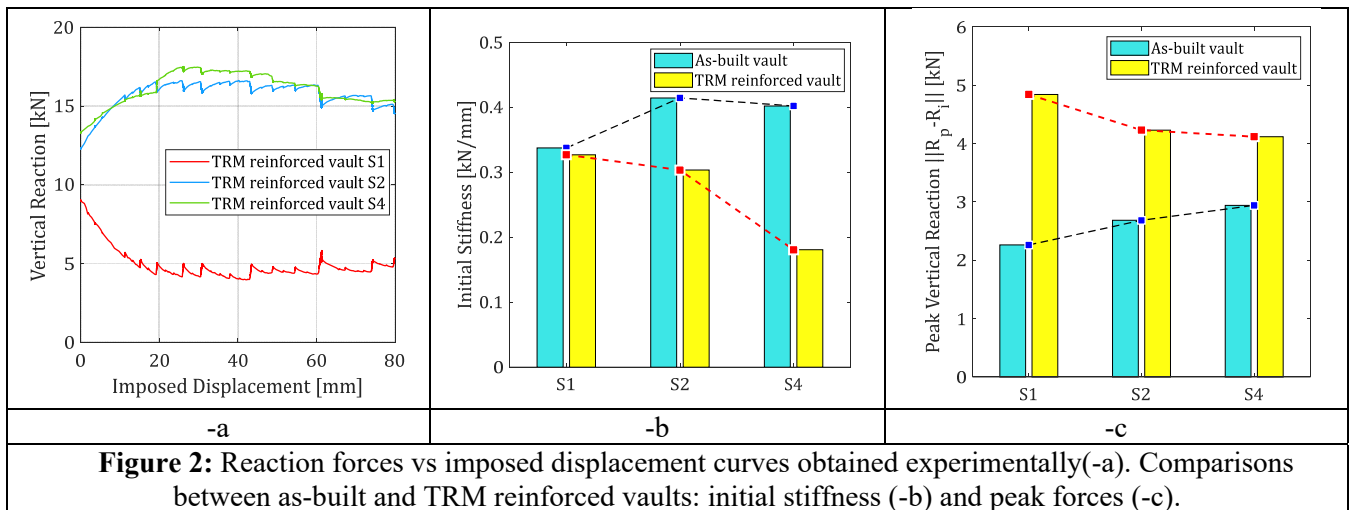 20
15
10
5
0
0
20
40
60
80
Vertical Reaction [kN]
Imposed Displacement [mm]
TRM reinforced vault S1
TRM reinforced vault S2
TRM reinforced vault S4
0.5
0.4
0.3
0.2
0.1
0
S1
S2
S4
Initial Stiffness [kN/mm]
As-built vault
TRM reinforced vault
6
5
4
3
2
1
0
S1
S2
S4
Peak Vertical Reaction ||R_p -R_i|| [kN]
As-built vault
TRM reinforced vault
-a
-b
-c
Figure 2: Reaction forces vs imposed displacement curves obtained experimentally(-a). Comparisons
between as-built and TRM reinforced vaults: initial stiffness (-b) and peak forces (-c).